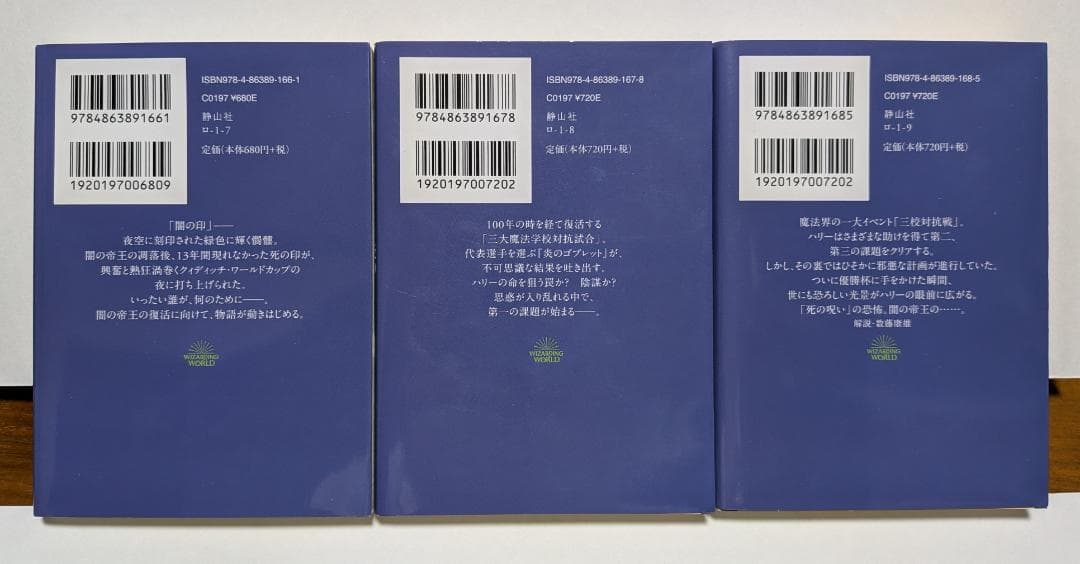 ISBN978-4-86389-166-1
C0197 ¥680E
静山社
ロ-1-7
定価(本体680円+税)
9784863891661
1920197006809
「闇の印」——
夜空に刻印された緑色に輝く髑髏。
闇の帝王の凋落後、13年間現れなかった死の印が、
興奮と熱狂渦巻くクィディッチ・ワールドカップの
夜に打ち上げられた。
いったい誰が、何のために——。
闇の帝王の復活に向けて、物語が動きはじめる。
WIZARDING
WORLD
ISBN978-4-86389-167-8
C0197 ¥720E
静山社
ロ-1-8
定価(本体720円+税)
9784863891678
1920197007202
100年の時を経て復活する
「三大魔法学校対抗試合」。
代表選手を選ぶ「炎のゴブレット」が、
不可思議な結果を吐き出す。
ハリーの命を狙う罠か? 陰謀か?
思惑が入り乱れる中で、
第一の課題が始まる——。
WIZARDING
WORLD
ISBN978-4-86389-168-5
C0197 ¥720E
静山社
ロ-1-9
定価(本体720円+税)
9784863891685
1920197007202
魔法界の一大イベント「三校対抗戦」。
ハリーはさまざまな助けを得て第二、
第三の課題をクリアする。
しかし、その裏ではひそかに邪悪な計画が進行していた。
ついに優勝杯に手をかけた瞬間、
世にも恐ろしい光景がハリーの眼前に広がる。
「死の呪い」の恐怖。闇の帝王の……。
解説・数藤康雄
WIZARDING
WORLD